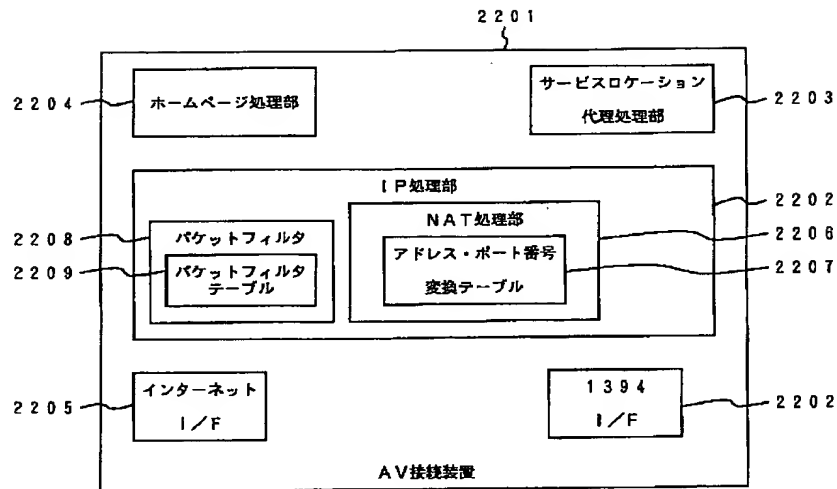 ２２０１
２２０４
ホームページ処理部
サービスロケーション
代理処理部
２２０３
ＩＰ処理部
２２０２
２２０８
パケットフィルタ
ＮＡＴ処理部
２２０６
２２０９
パケットフィルタ
テーブル
アドレス・ポート番号
変換テーブル
２２０７
２２０５
インターネット
Ｉ／Ｆ
１３９４
Ｉ／Ｆ
２２０２
ＡＶ接続装置